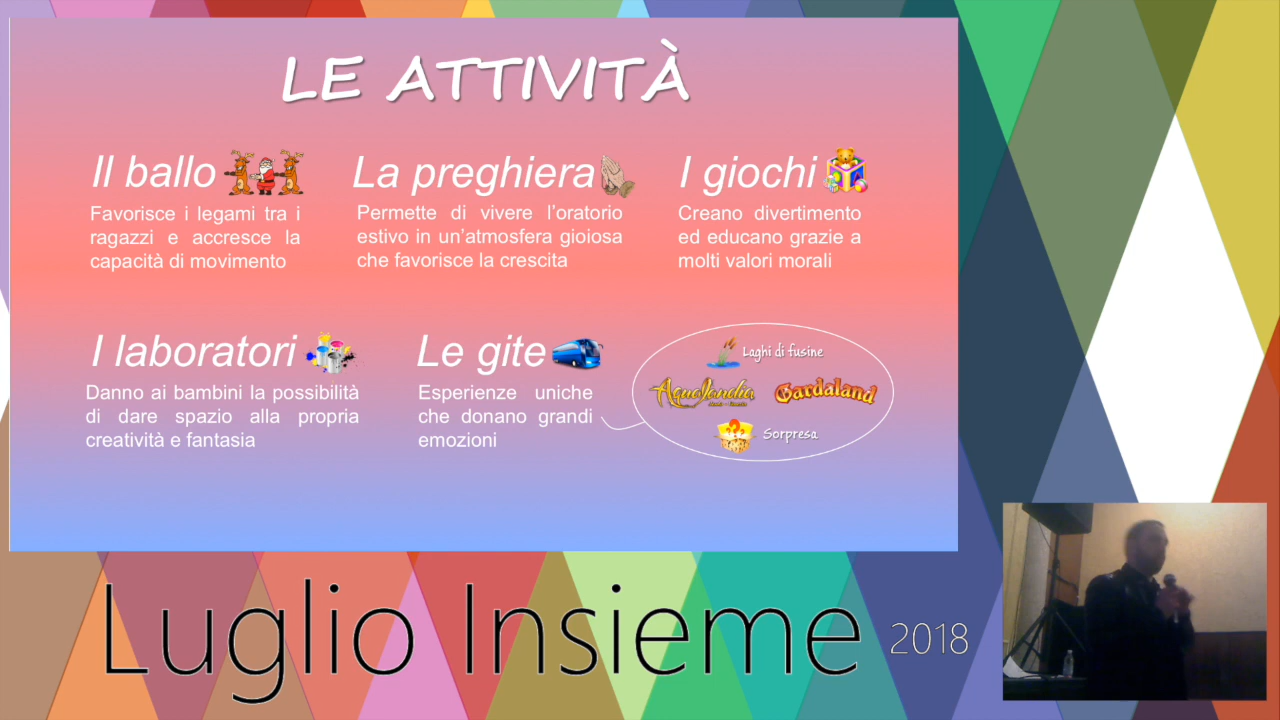 LE ATTIVITÀ
Il ballo
Favorisce i legami tra i
ragazzi e accresce la
capacità di movimento
La preghiera
Permette di vivere l'oratorio
estivo in un'atmosfera gioiosa
che favorisce la crescita
I giochi
Creano divertimento
ed educano grazie a
molti valori morali
I laboratori
Danno ai bambini la possibilità
di dare spazio alla propria
creatività e fantasia
Le gite
Esperienze uniche
che donano grandi
emozioni
Laghi di fusine
Aqualandia
Gardaland
Sorpresa
Luglio Insieme 2018